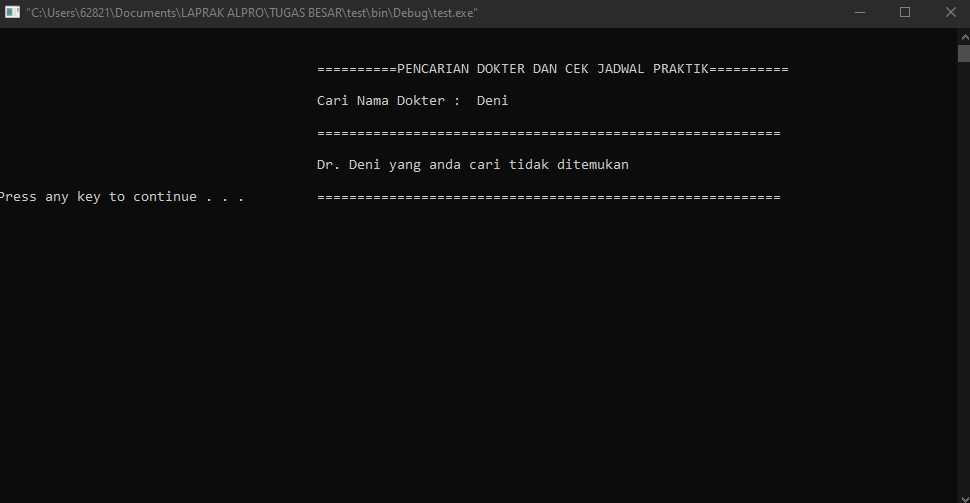 "C:\Users\62821\Documents\LAPRAK ALPRO\TUGAS BESAR\test\bin\Debug\test.exe"
==========PENCARIAN DOKTER DAN CEK JADWAL PRAKTIK==========
Cari Nama Dokter :  Deni
==========================================================
Dr. Deni yang anda cari tidak ditemukan
Press any key to continue . . .         ==========================================================